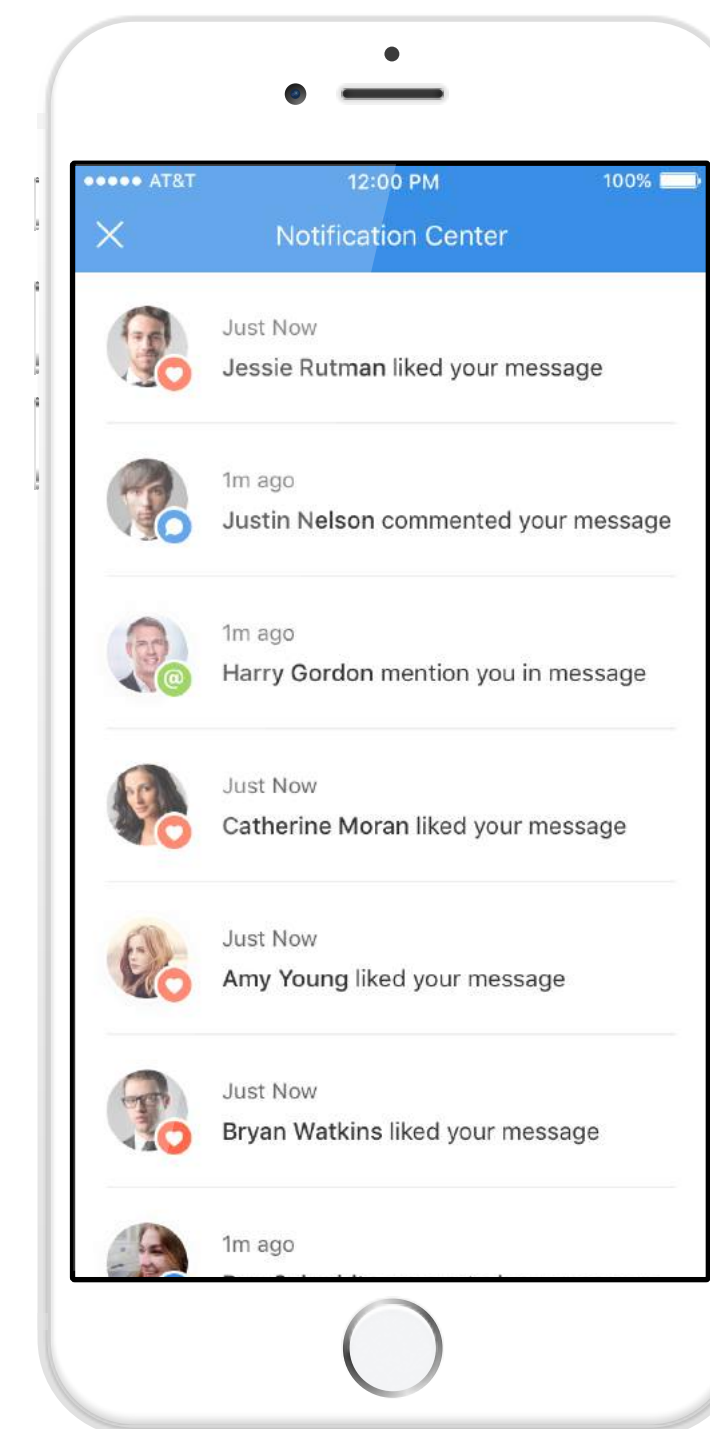 AT&T 12:00 PM 100%
Notification Center
Just Now
Jessie Rutman liked your message
1m ago
Justin Nelson commented your message
1m ago
@
Harry Gordon mention you in message
Just Now
Catherine Moran liked your message
Just Now
Amy Young liked your message
Just Now
Bryan Watkins liked your message
1m ago